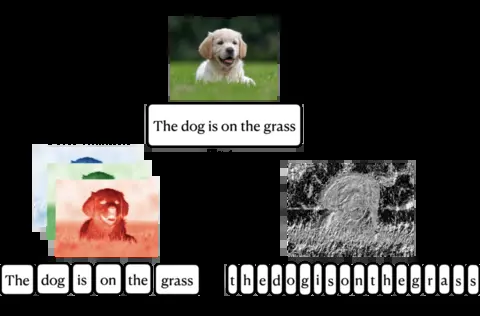 The dog is on the grass
The dog is on the grass
t h e d o g i s o n t h e g r a s s